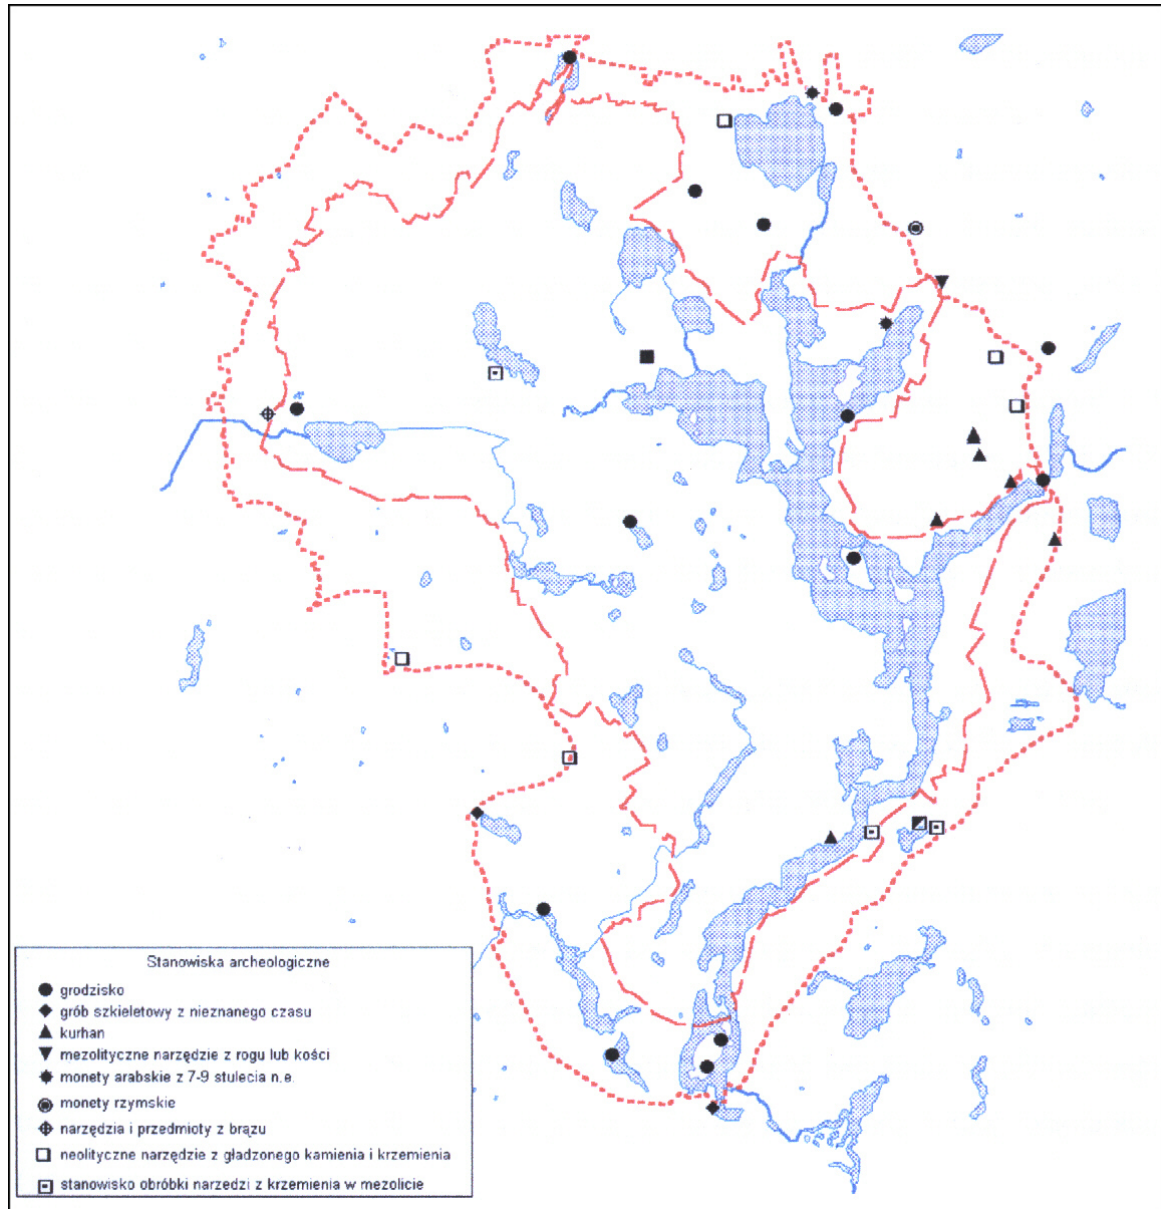 Stanowiska archeologiczne
grodzisko
grób szkieletowy z nieznanego czasu
kurhan
mezolityczne narzędzie z rogu lub kości
monety arabskie z 7-9 stulecia n.e.
monety rzymskie
narzędzia i przedmioty z brązu
neolityczne narzędzie z gładzonego kamienia i krzemienia
stanowisko obróbki narzedzi z krzemienia w mezolicie